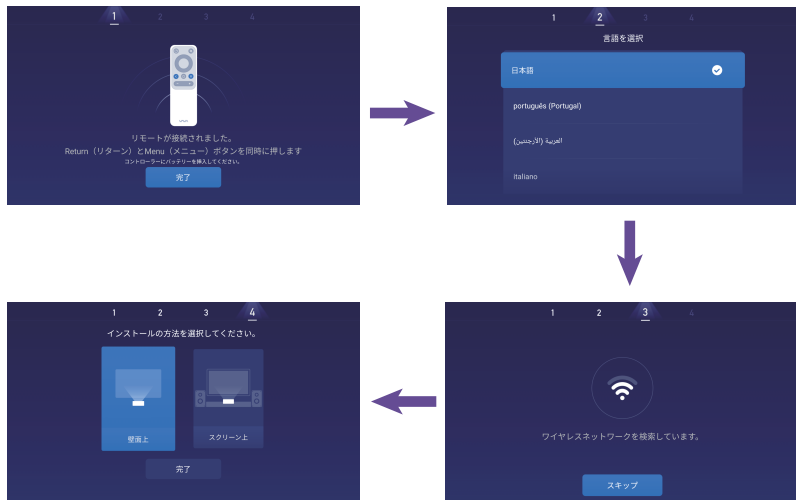 1 2 3 4
リモートが接続されました。
Return（リターン）とMenu（メニュー）ボタンを同時に押します
コントローラーにバッテリーを挿入してください。
完了
1 2 3 4
言語を選択
日本語
português (Portugal)
العربية (الأرجنتين)
italiano
1 2 3 4
ワイヤレスネットワークを検索しています。
スキップ
1 2 3 4
インストールの方法を選択してください。
壁面上
スクリーン上
完了